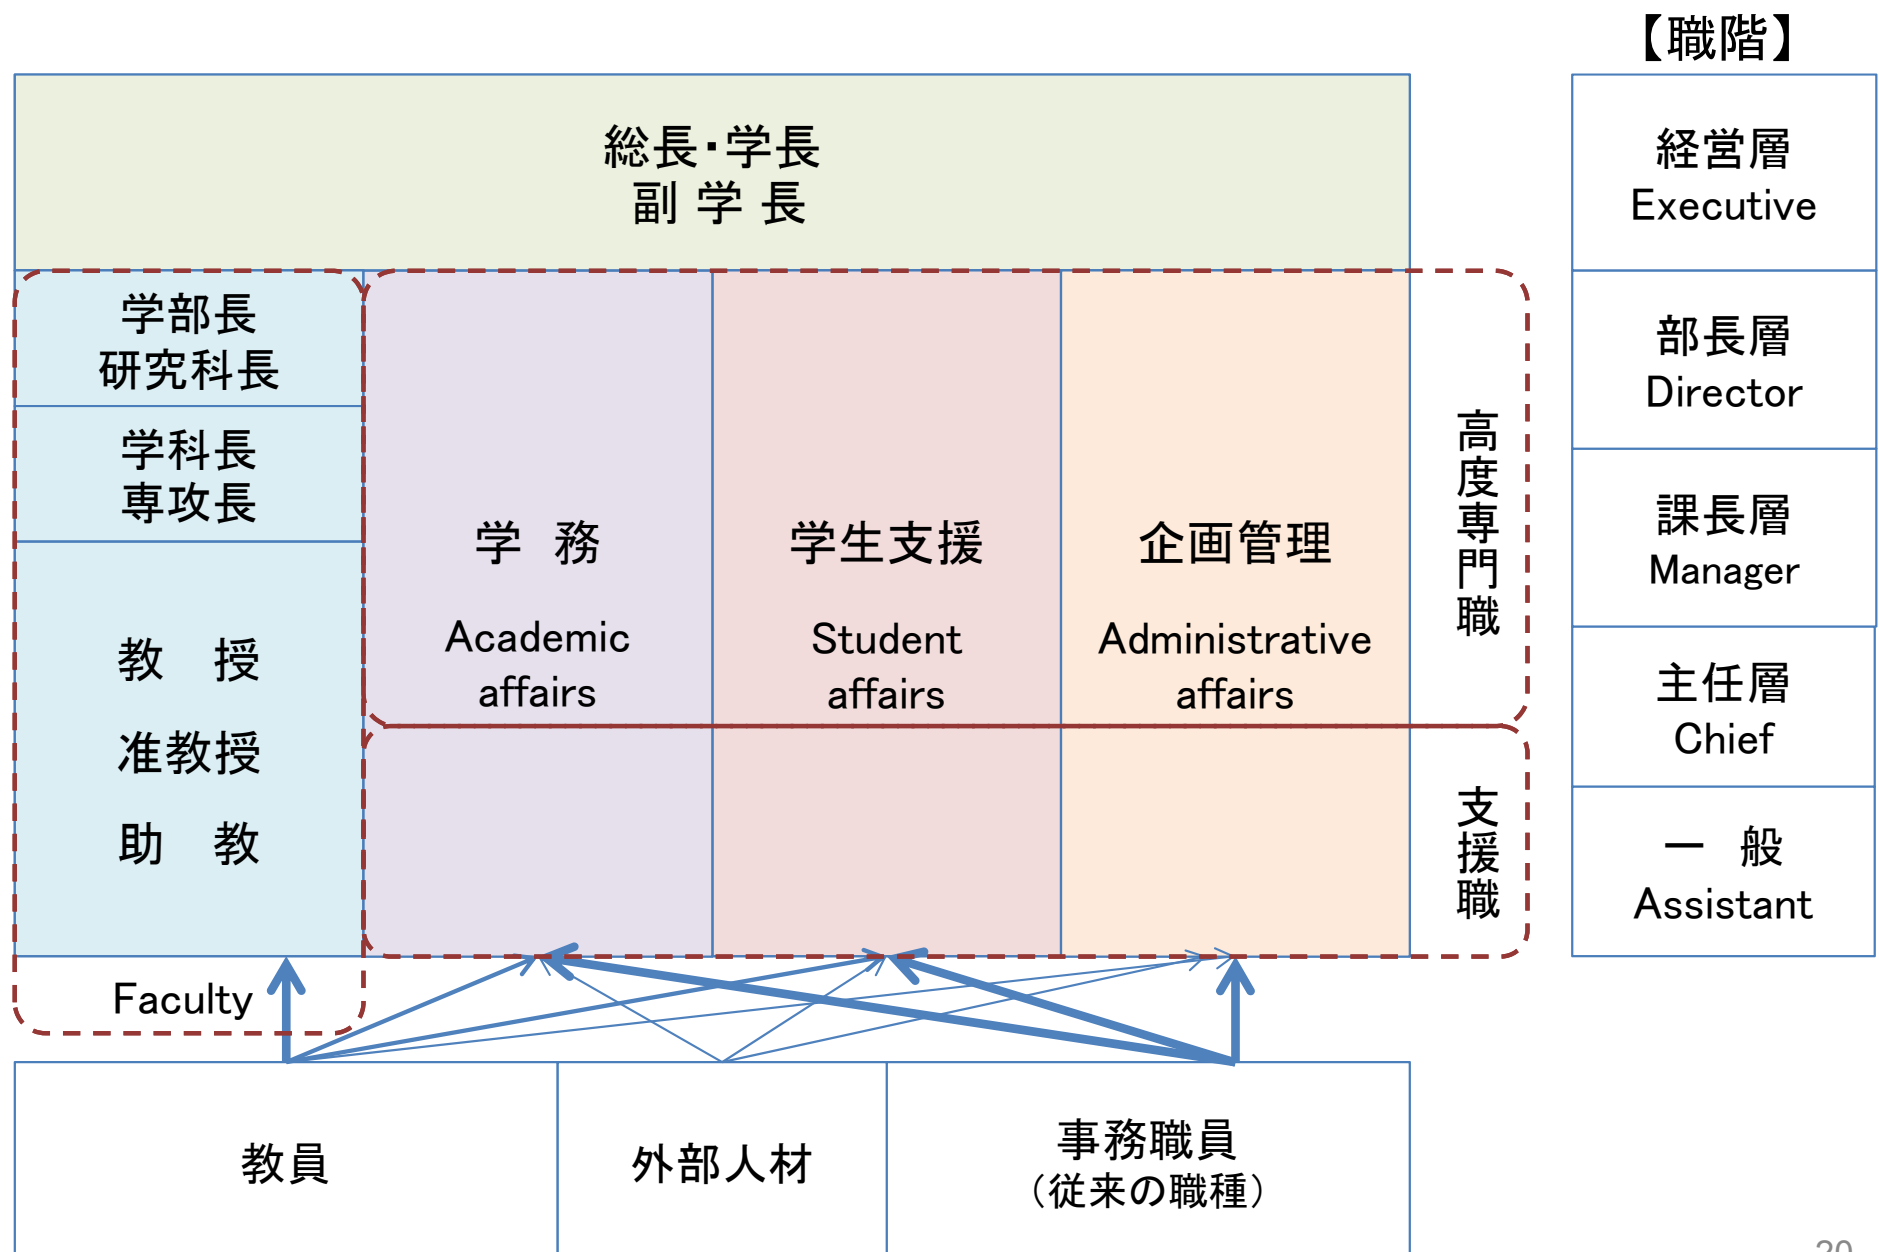 【職階】
総長・学長
副 学 長
経営層
Executive
学部長
研究科長
学科長
専攻長
教　授
准教授
助　教
Faculty
学　務
Academic
affairs
学生支援
Student
affairs
企画管理
Administrative
affairs
高度専門職
支援職
部長層
Director
課長層
Manager
主任層
Chief
一　般
Assistant
教員
外部人材
事務職員
（従来の職種）
20